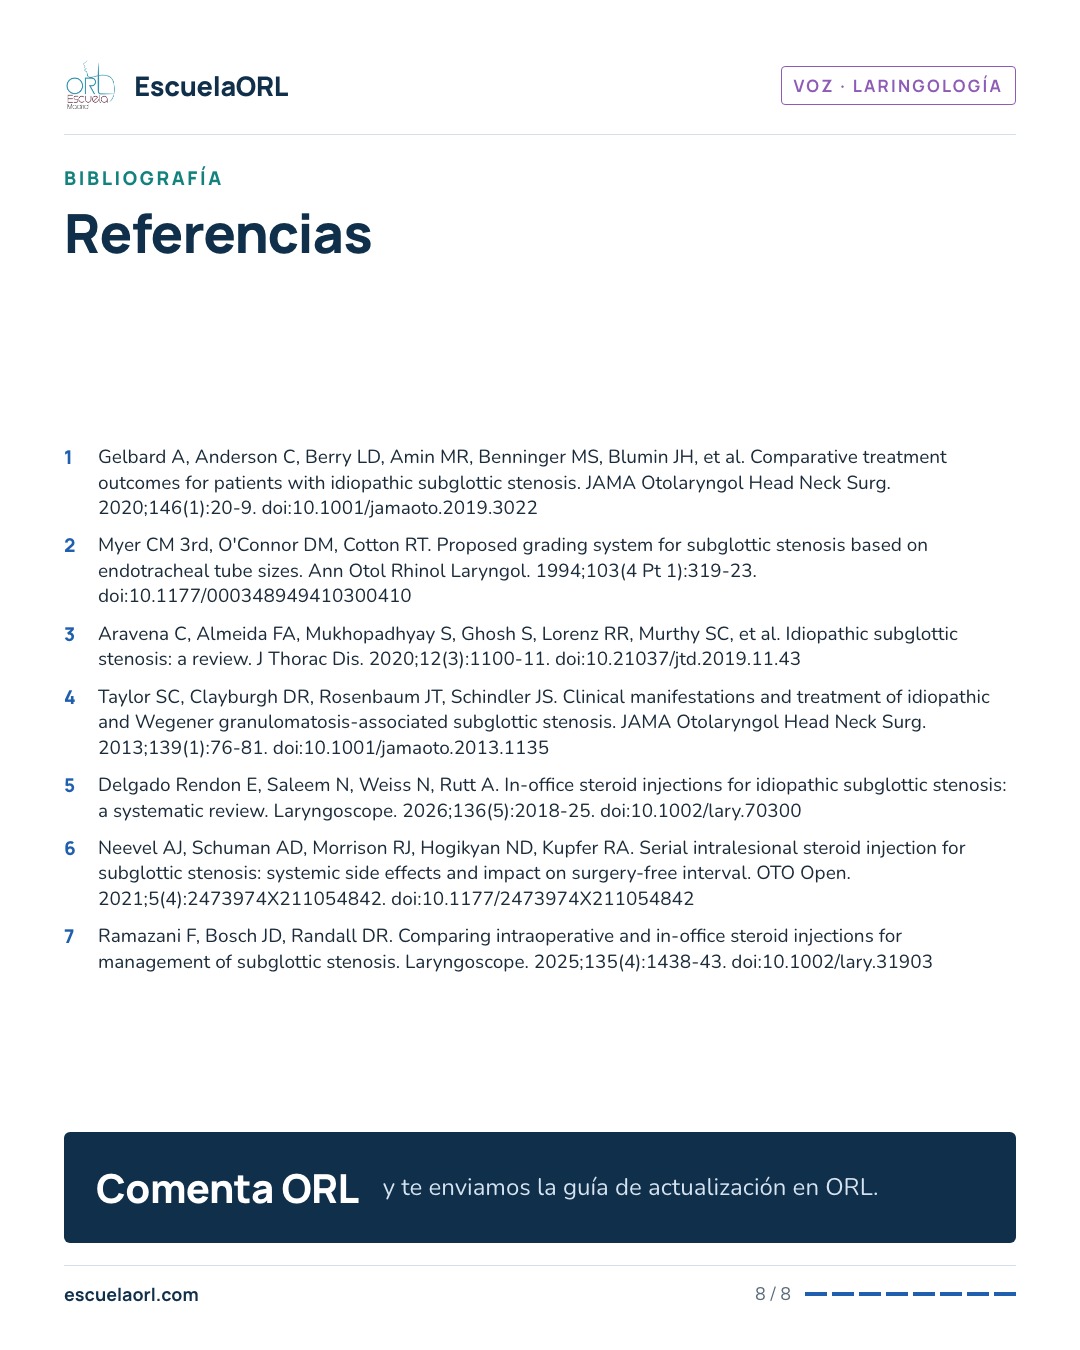 ORL
Escuela
Madrid
EscuelaORL
VOZ · LARINGOLOGÍA
BIBLIOGRAFÍA
Referencias
1 Gelbard A, Anderson C, Berry LD, Amin MR, Benninger MS, Blumin JH, et al. Comparative treatment
outcomes for patients with idiopathic subglottic stenosis. JAMA Otolaryngol Head Neck Surg.
2020;146(1):20-9. doi:10.1001/jamaoto.2019.3022
2 Myer CM 3rd, O'Connor DM, Cotton RT. Proposed grading system for subglottic stenosis based on
endotracheal tube sizes. Ann Otol Rhinol Laryngol. 1994;103(4 Pt 1):319-23.
doi:10.1177/000348949410300410
3 Aravena C, Almeida FA, Mukhopadhyay S, Ghosh S, Lorenz RR, Murthy SC, et al. Idiopathic subglottic
stenosis: a review. J Thorac Dis. 2020;12(3):1100-11. doi:10.21037/jtd.2019.11.43
4 Taylor SC, Clayburgh DR, Rosenbaum JT, Schindler JS. Clinical manifestations and treatment of idiopathic
and Wegener granulomatosis-associated subglottic stenosis. JAMA Otolaryngol Head Neck Surg.
2013;139(1):76-81. doi:10.1001/jamaoto.2013.1135
5 Delgado Rendon E, Saleem N, Weiss N, Rutt A. In-office steroid injections for idiopathic subglottic stenosis:
a systematic review. Laryngoscope. 2026;136(5):2018-25. doi:10.1002/lary.70300
6 Neevel AJ, Schuman AD, Morrison RJ, Hogikyan ND, Kupfer RA. Serial intralesional steroid injection for
subglottic stenosis: systemic side effects and impact on surgery-free interval. OTO Open.
2021;5(4):2473974X211054842. doi:10.1177/2473974X211054842
7 Ramazani F, Bosch JD, Randall DR. Comparing intraoperative and in-office steroid injections for
management of subglottic stenosis. Laryngoscope. 2025;135(4):1438-43. doi:10.1002/lary.31903
Comenta ORL y te enviamos la guía de actualización en ORL.
escuelaorl.com
8 / 8